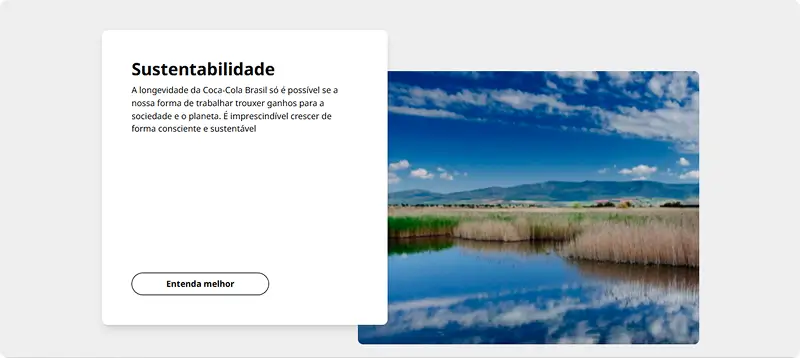 Sustentabilidade
A longevidade da Coca-Cola Brasil só é possível se a
nossa forma de trabalhar trouxer ganhos para a
sociedade e o planeta. É imprescindível crescer de
forma consciente e sustentável
Entenda melhor